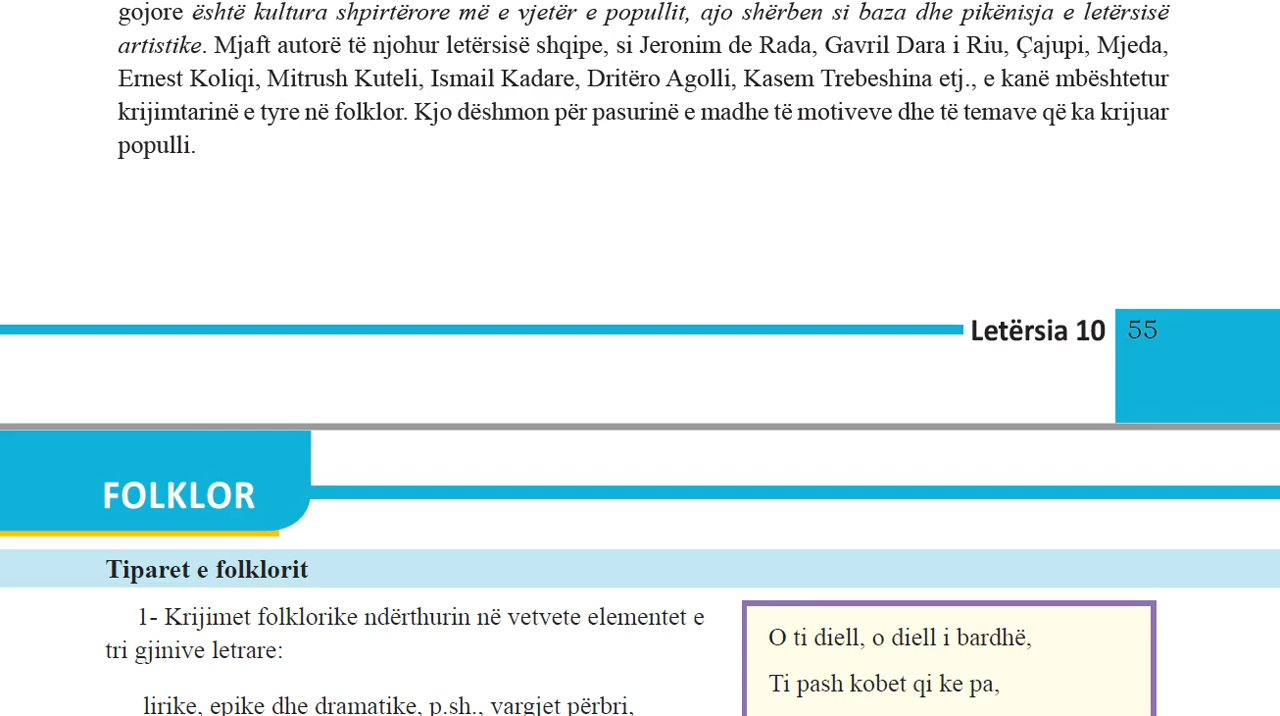 gojore është kultura shpirtërore më e vjetër e popullit, ajo shërben si baza dhe pikënisja e letërsisë
artistike. Mjaft autorë të njohur letërsisë shqipe, si Jeronim de Rada, Gavril Dara i Riu, Çajupi, Mjeda,
Ernest Koliqi, Mitrush Kuteli, Ismail Kadare, Dritëro Agolli, Kasem Trebeshina etj., e kanë mbështetur
krijimtarinë e tyre në folklor. Kjo dëshmon për pasurinë e madhe të motiveve dhe të temave që ka krijuar
populli.
Letërsia 10 55
FOLKLOR
Tiparet e folklorit
1- Krijimet folklorike ndërthurin në vetvete elementet e
tri gjinive letrare:
lirike, epike dhe dramatike, p.sh., vargjet përbri,
O ti diell, o diell i bardhë,
Ti pash kobet qi ke pa,